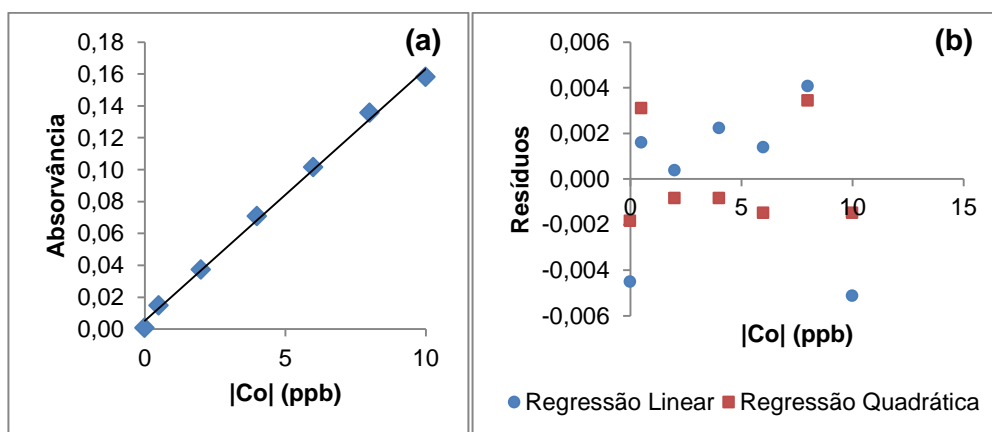 (a)
0,18
0,16
0,14
0,12
0,10
0,08
0,06
0,04
0,02
0,00
Absorvância
0 5 10
|Co| (ppb)
(b)
0,006
0,004
0,002
0,000
-0,002
-0,004
-0,006
Resíduos
0 5 10 15
|Co| (ppb)
Regressão Linear Regressão Quadrática